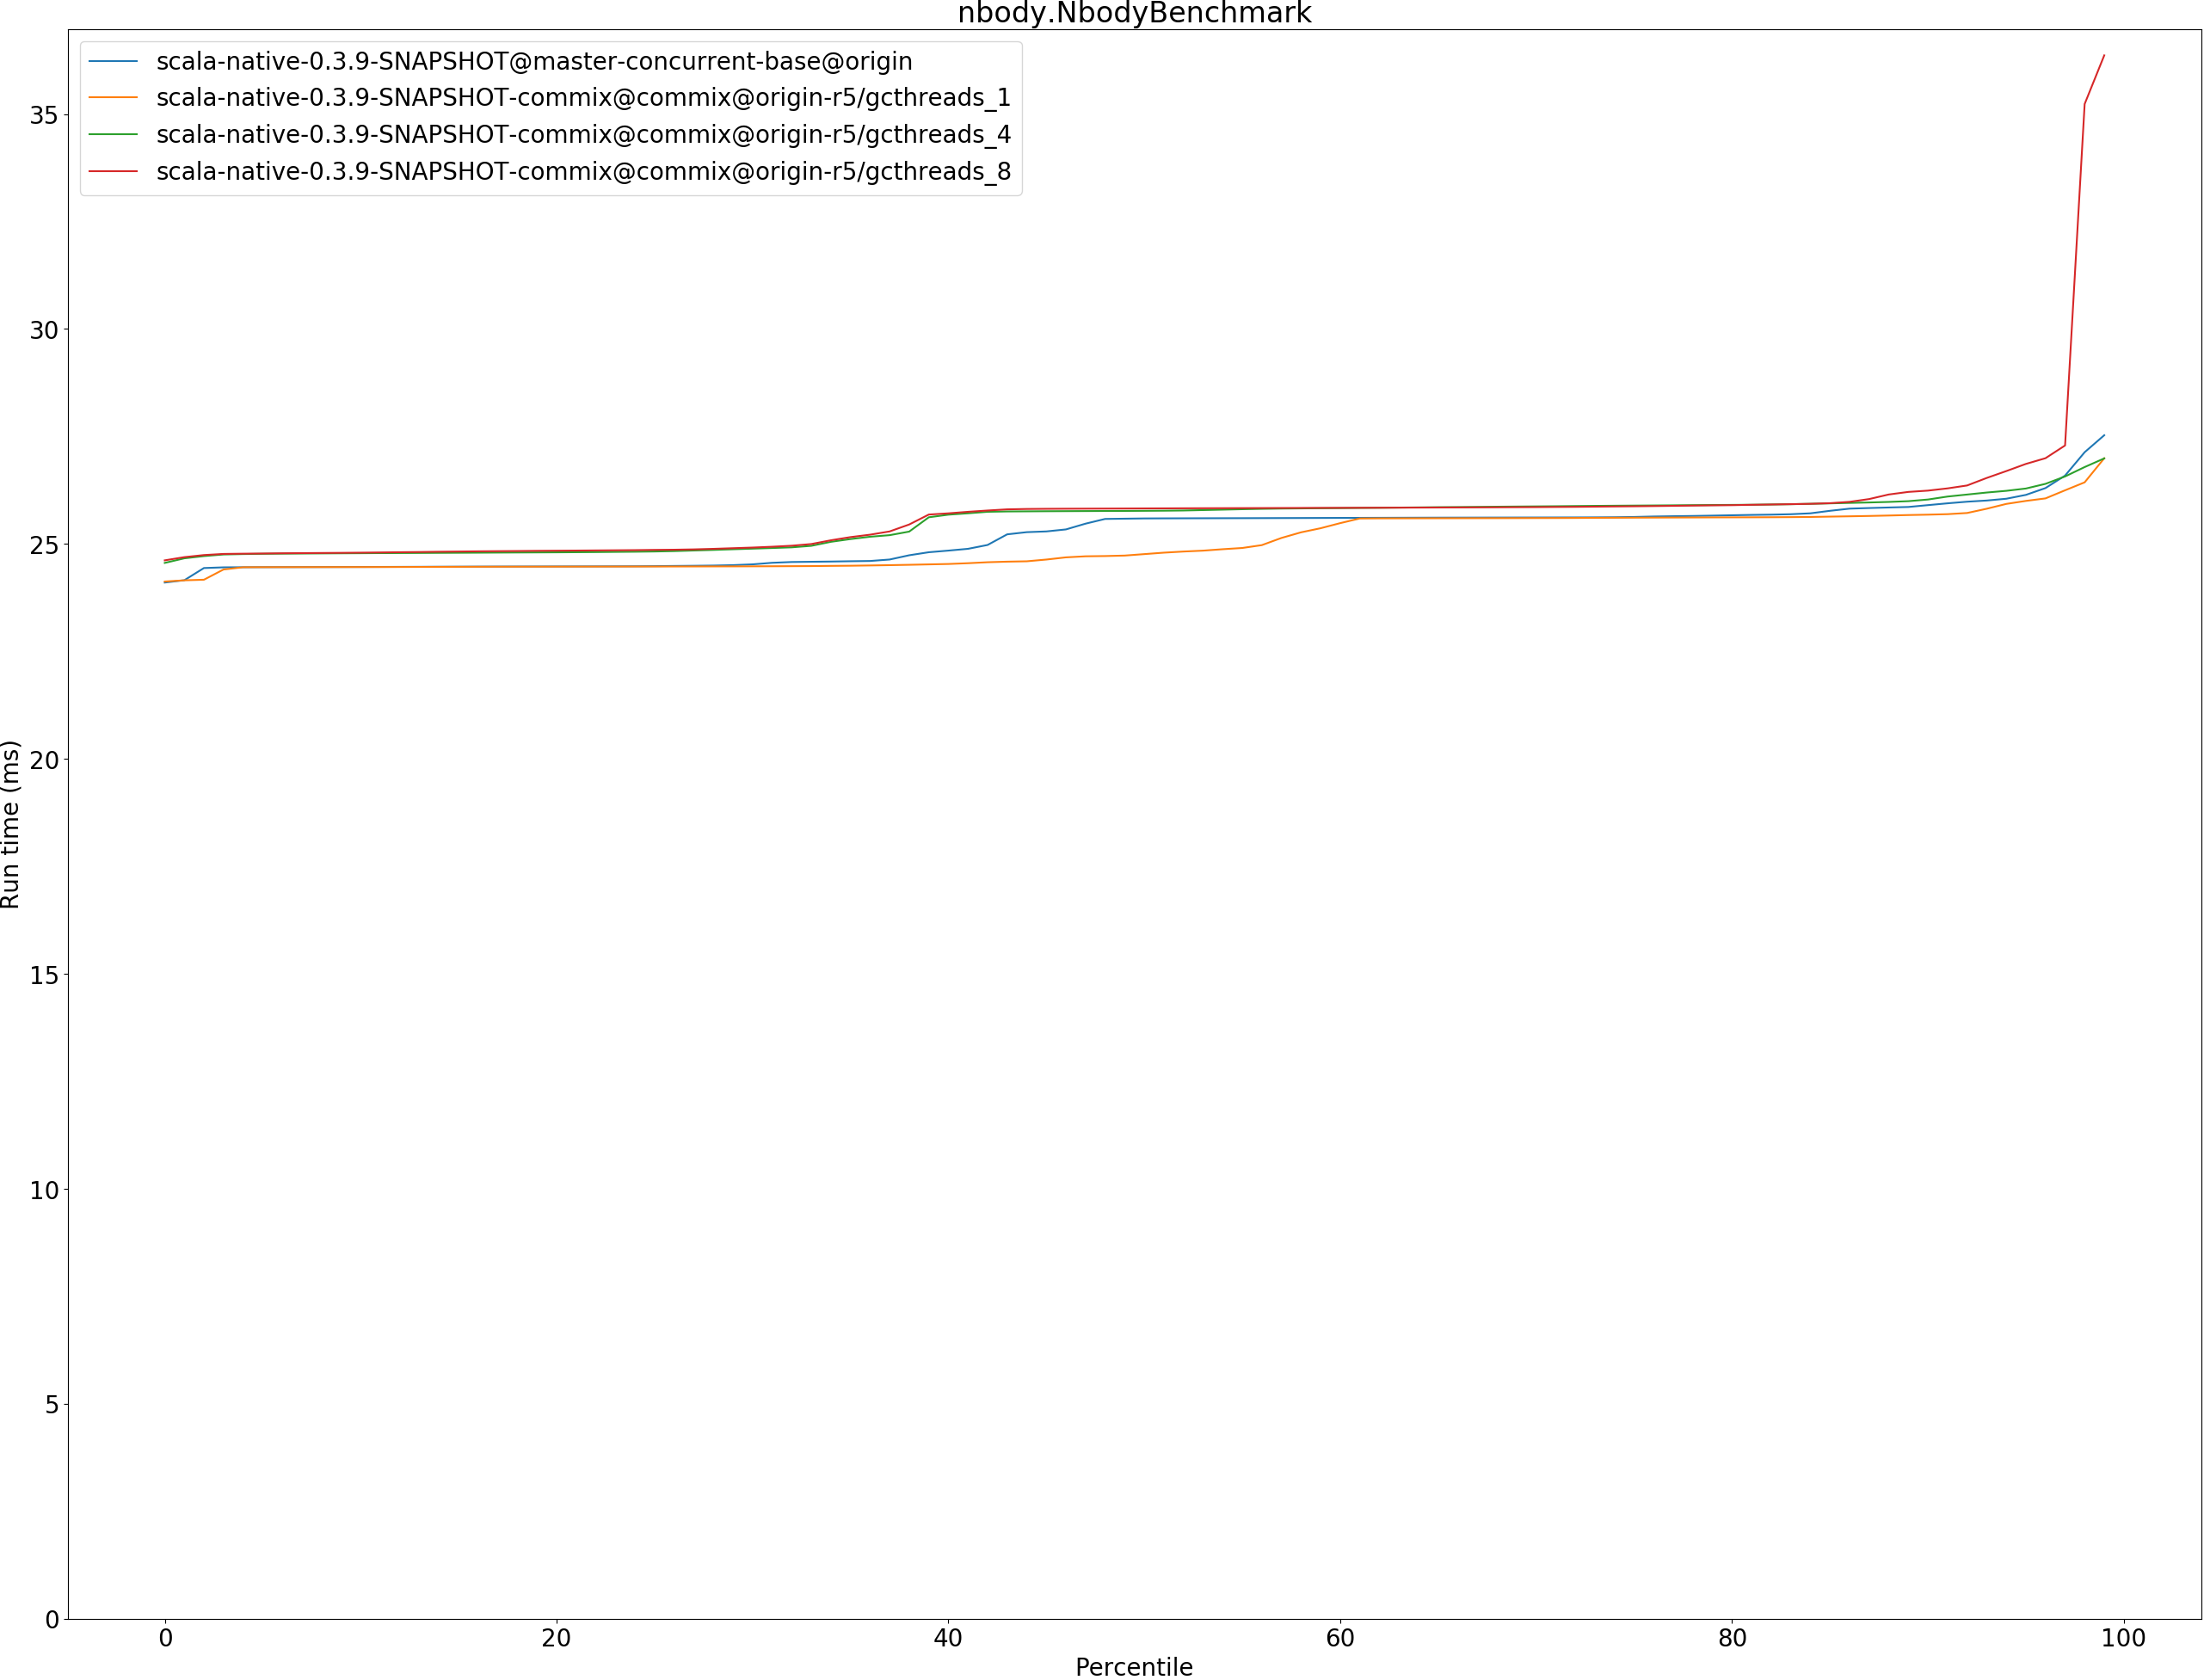 nbody.NbodyBenchmark
scala-native-0.3.9-SNAPSHOT@master-concurrent-base@origin
scala-native-0.3.9-SNAPSHOT-commix@commix@origin-r5/gcthreads_1
scala-native-0.3.9-SNAPSHOT-commix@commix@origin-r5/gcthreads_4
scala-native-0.3.9-SNAPSHOT-commix@commix@origin-r5/gcthreads_8
35
30
25
20
15
10
5
0
Run time (ms)
0 20 40 60 80 100
Percentile